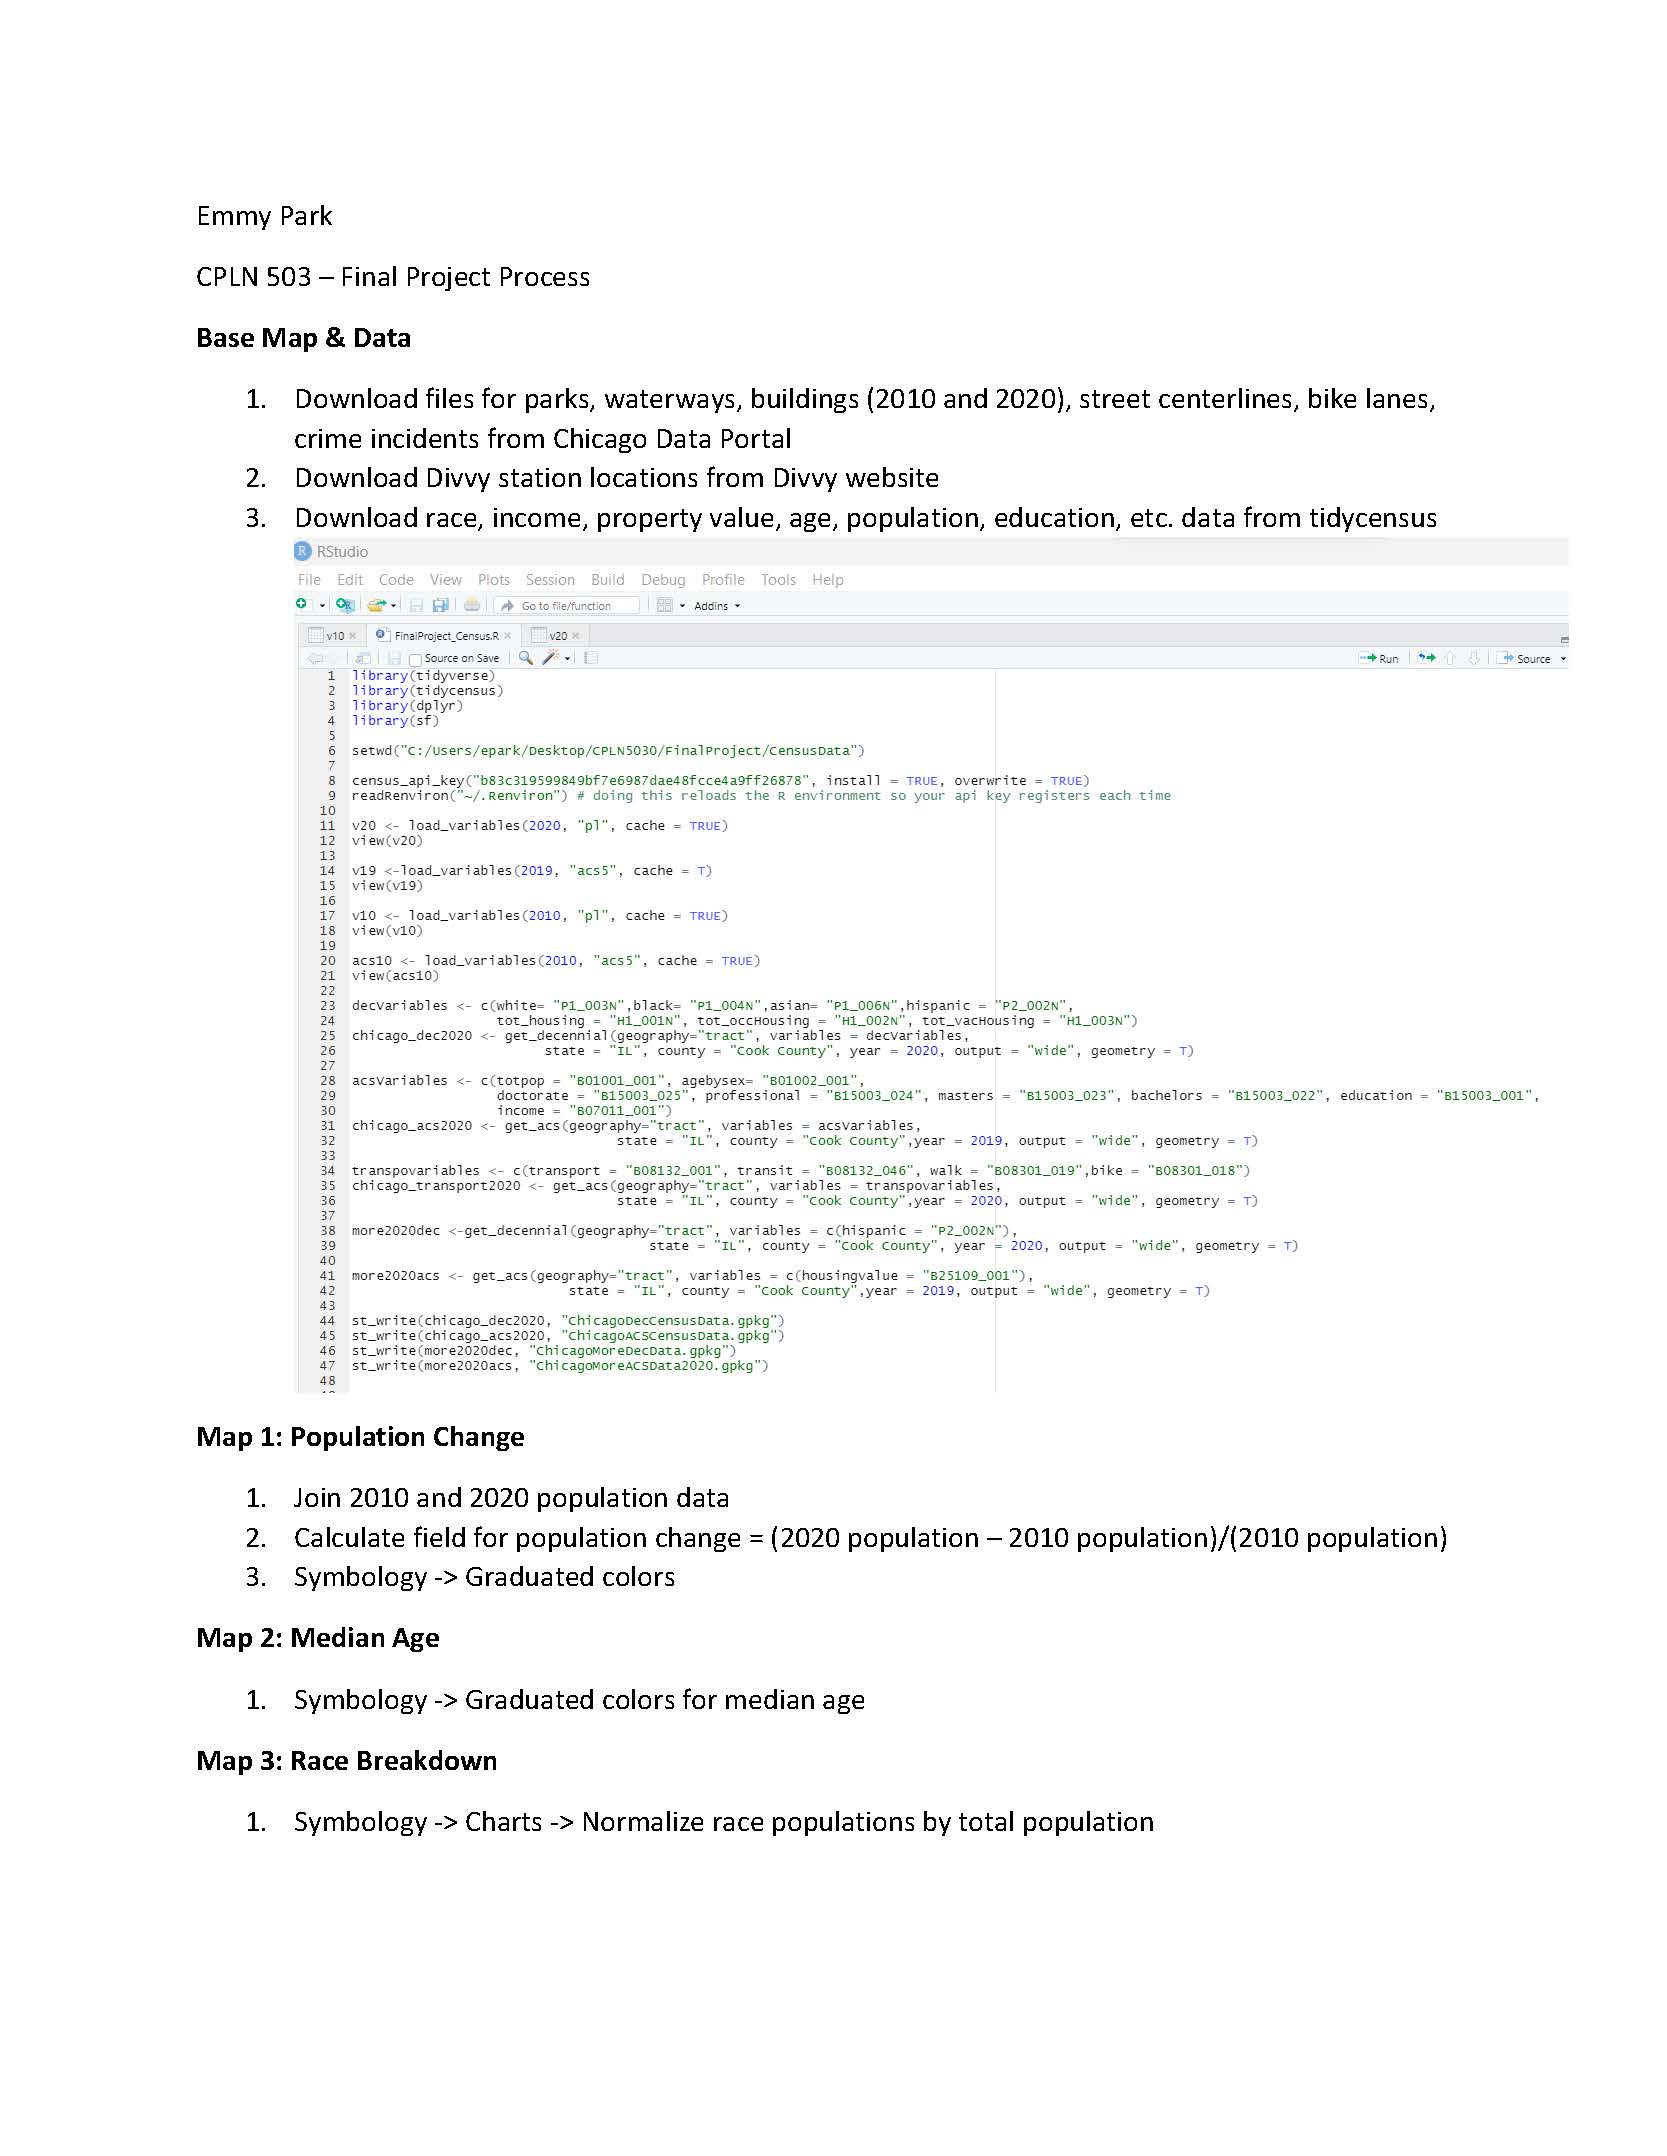 Emmy Park
CPLN 503 – Final Project Process
Base Map & Data
1. Download files for parks, waterways, buildings (2010 and 2020), street centerlines, bike lanes,
crime incidents from Chicago Data Portal
2. Download Divvy station locations from Divvy website
3. Download race, income, property value, age, population, education, etc. data from tidycensus
RStudio
File Edit Code View Plots Session Build Debug Profile Tools Help
Go to file/function Addins
v10 FinalProject_Census.R v20
Source on Save Run Source
1 library(tidyverse)
2 library(tidycensus)
3 library(dplyr)
4 library(sf)
5
6 setwd("C:/Users/epark/Desktop/CPLN5030/FinalProject/CensusData")
7
8 census_api_key("b83c319599849bf7e6987dae48fcce4a9ff26878", install = TRUE, overwrite = TRUE)
9 readRenviron("~/.Renviron") # doing this reloads the R environment so your api key registers each time
10
11 v20 <- load_variables(2020, "pl", cache = TRUE)
12 view(v20)
13
14 v19 <-load_variables(2019, "acs5", cache = T)
15 view(v19)
16
17 v10 <- load_variables(2010, "pl", cache = TRUE)
18 view(v10)
19
20 acs10 <- load_variables(2010, "acs5", cache = TRUE)
21 view(acs10)
22
23 decvariables <- c(white= "P1_003N",black= "P1_004N",asian= "P1_006N",hispanic = "P2_002N",
24 tot_housing = "H1_001N", tot_occHousing = "H1_002N", tot_vacHousing = "H1_003N")
25 chicago_dec2020 <- get_decennial(geography="tract", variables = decvariables,
26 state = "IL", county = "Cook County", year = 2020, output = "wide", geometry = T)
27
28 acsvariables <- c(totpop = "B01001_001", agebysex= "B01002_001",
29 doctorate = "B15003_025", professional = "B15003_024", masters = "B15003_023", bachelors = "B15003_022", education = "B15003_001",
30 income = "B07011_001")
31 chicago_acs2020 <- get_acs(geography="tract", variables = acsvariables,
32 state = "IL", county = "Cook County",year = 2019, output = "wide", geometry = T)
33
34 transpovariables <- c(transport = "B08132_001", transit = "B08132_046", walk = "B08301_019",bike = "B08301_018")
35 chicago_transport2020 <- get_acs(geography="tract", variables = transpovariables,
36 state = "IL", county = "Cook County",year = 2020, output = "wide", geometry = T)
37
38 more2020dec <-get_decennial(geography="tract", variables = c(hispanic = "P2_002N"),
39 state = "IL", county = "Cook County", year = 2020, output = "wide", geometry = T)
40
41 more2020acs <- get_acs(geography="tract", variables = c(housingvalue = "B25109_001"),
42 state = "IL", county = "Cook County",year = 2019, output = "wide", geometry = T)
43
44 st_write(chicago_dec2020, "ChicagoDecCensusData.gpkg")
45 st_write(chicago_acs2020, "ChicagoACSCensusData.gpkg")
46 st_write(more2020dec, "ChicagoMoreDecData.gpkg")
47 st_write(more2020acs, "ChicagoMoreACSData2020.gpkg")
48
Map 1: Population Change
1. Join 2010 and 2020 population data
2. Calculate field for population change = (2020 population – 2010 population)/(2010 population)
3. Symbology -> Graduated colors
Map 2: Median Age
1. Symbology -> Graduated colors for median age
Map 3: Race Breakdown
1. Symbology -> Charts -> Normalize race populations by total population